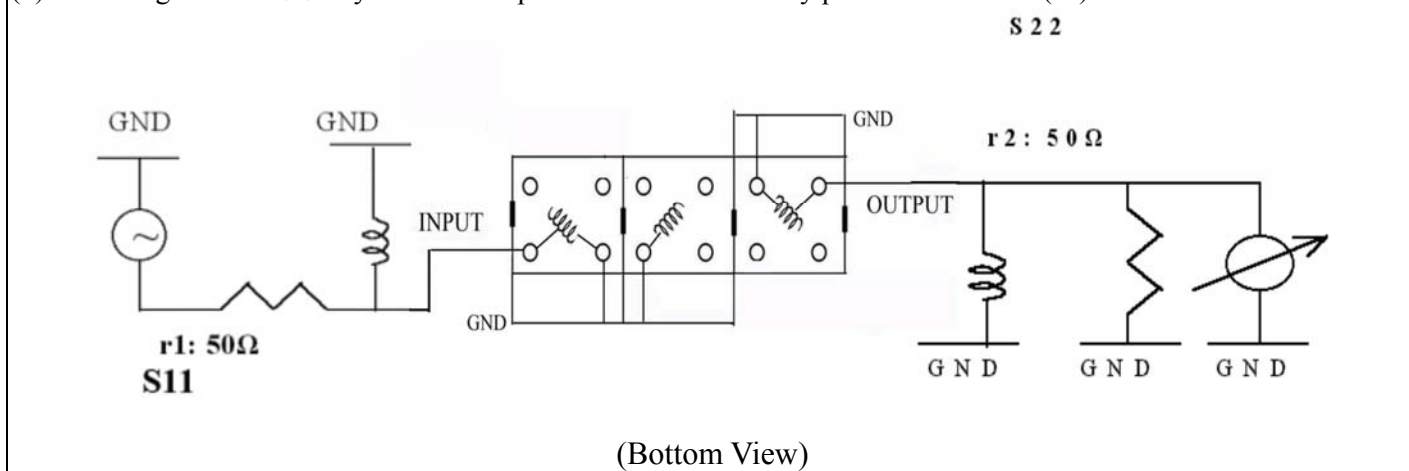 S 2 2
GND
GND
GND
r 2 : 5 0 Ω
INPUT
OUTPUT
GND
r1: 50Ω
S11
G N D
G N D
G N D
(Bottom View)